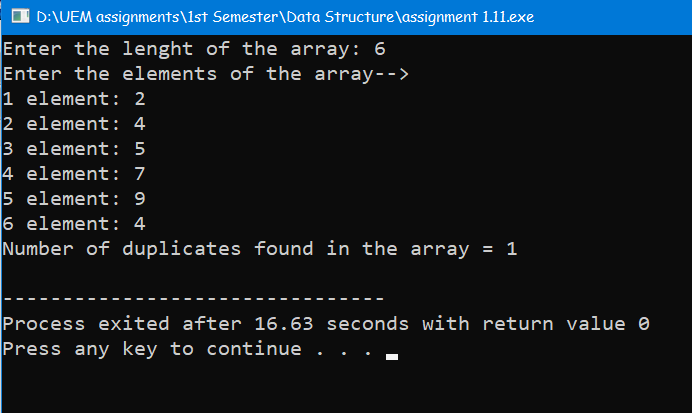 D:\UEM assignments\1st Semester\Data Structure\assignment 1.11.exe
Enter the lenght of the array: 6
Enter the elements of the array-->
1 element: 2
2 element: 4
3 element: 5
4 element: 7
5 element: 9
6 element: 4
Number of duplicates found in the array = 1
--------------------------------
Process exited after 16.63 seconds with return value 0
Press any key to continue . . .